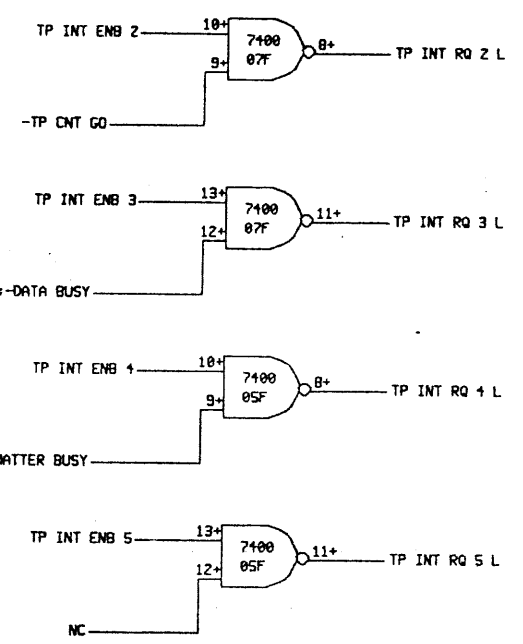 TP INT ENB 2
10+
7400
07F
8+
TP INT RQ 2 L
9+
-TP CNT GO
TP INT ENB 3
13+
7400
07F
11+
TP INT RQ 3 L
12+
-DATA BUSY
TP INT ENB 4
10+
7400
05F
8+
TP INT RQ 4 L
9+
ATTER BUSY
TP INT ENB 5
13+
7400
05F
11+
TP INT RQ 5 L
12+
NC